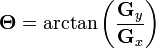 𝚯 = arctan(𝐆_y / 𝐆_x)